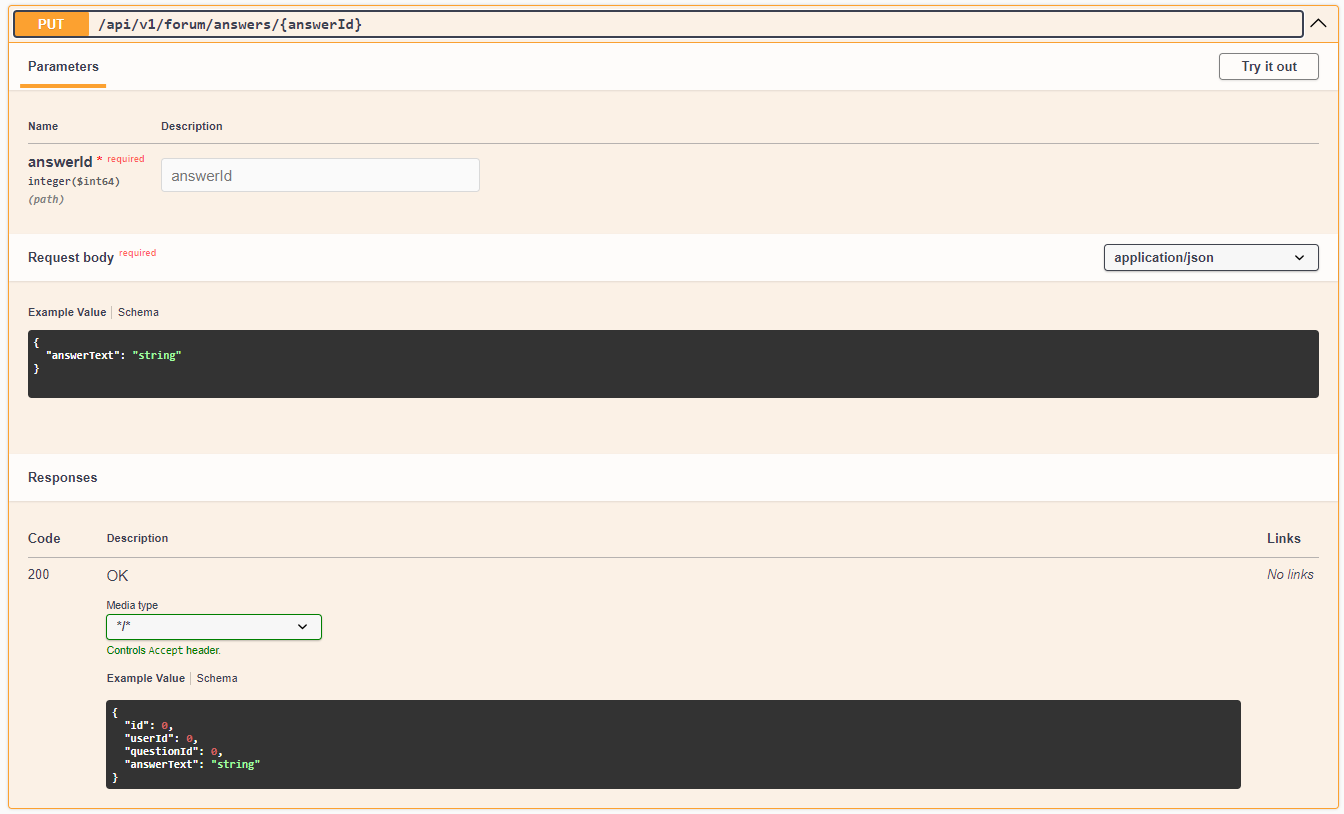 PUT /api/v1/forum/answers/{answerId}
Parameters Try it out
Name Description
answerId * required
integer($int64)
(path)
answerId
Request body required application/json
Example Value Schema
{
"answerText": "string"
}
Responses
Code Description Links
200 OK No links
Media type
*/*
Controls Accept header.
Example Value Schema
{
"id": 0,
"userId": 0,
"questionId": 0,
"answerText": "string"
}